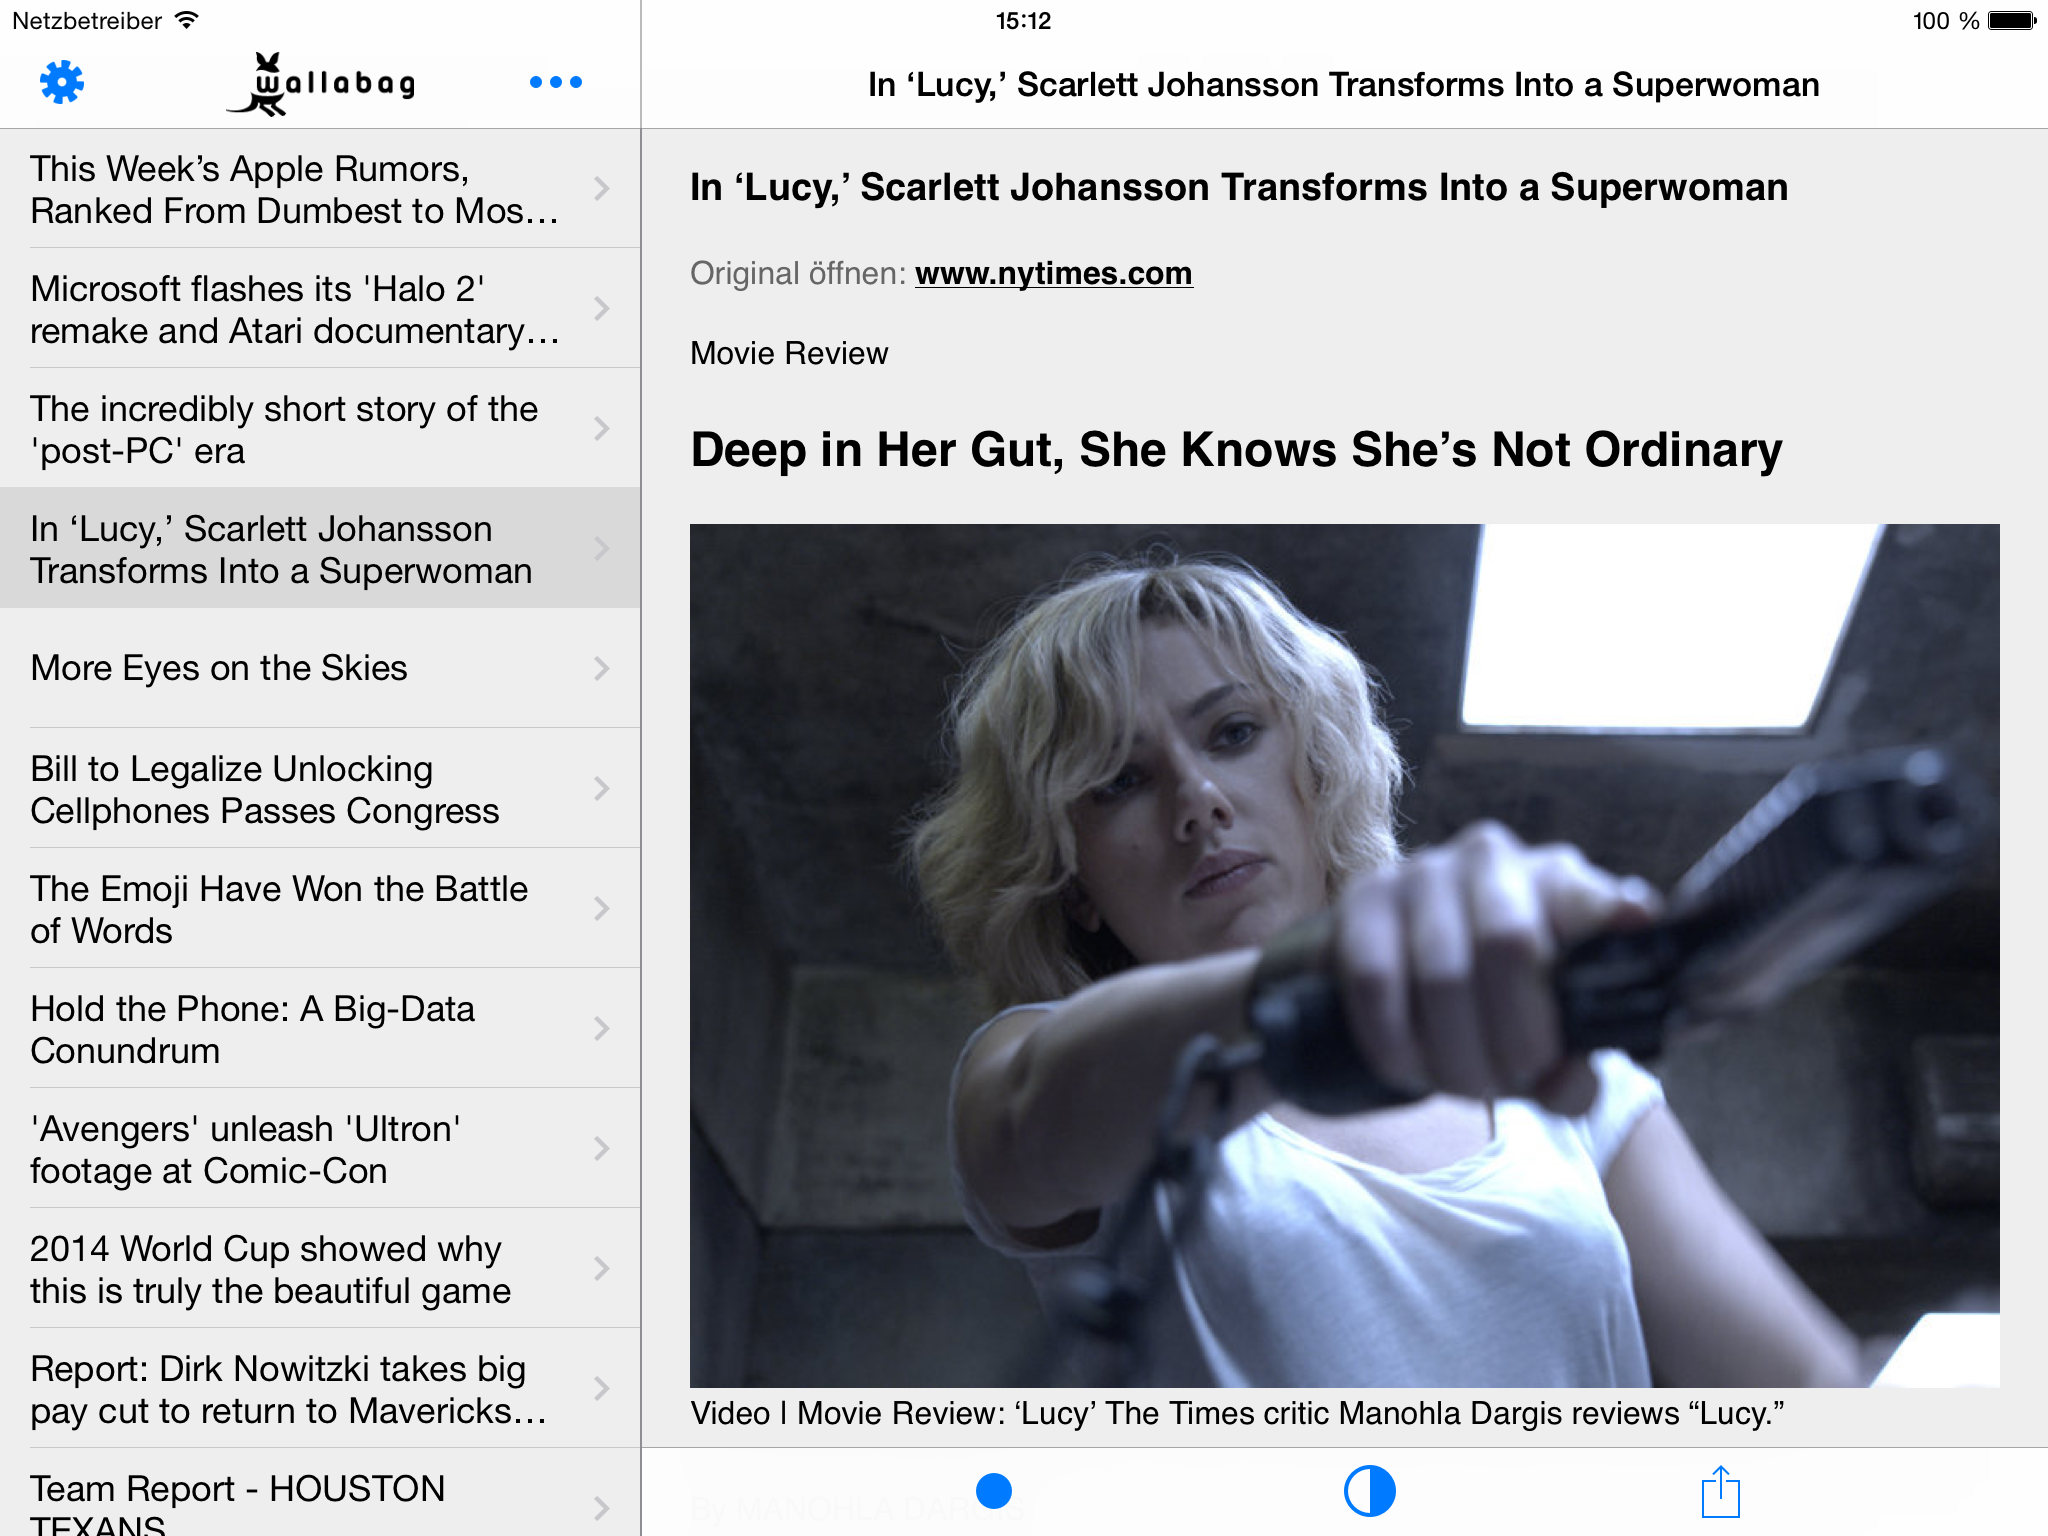 Netzbetreiber
15:12
100 %
wallabag
In ‘Lucy,’ Scarlett Johansson Transforms Into a Superwoman
This Week’s Apple Rumors,
Ranked From Dumbest to Mos…
Microsoft flashes its 'Halo 2'
remake and Atari documentary…
The incredibly short story of the
'post-PC' era
In ‘Lucy,’ Scarlett Johansson
Transforms Into a Superwoman
More Eyes on the Skies
Bill to Legalize Unlocking
Cellphones Passes Congress
The Emoji Have Won the Battle
of Words
Hold the Phone: A Big-Data
Conundrum
'Avengers' unleash 'Ultron'
footage at Comic-Con
2014 World Cup showed why
this is truly the beautiful game
Report: Dirk Nowitzki takes big
pay cut to return to Mavericks…
Team Report - HOUSTON
TEXANS
In ‘Lucy,’ Scarlett Johansson Transforms Into a Superwoman
Original öffnen: www.nytimes.com
Movie Review
Deep in Her Gut, She Knows She’s Not Ordinary
Video | Movie Review: ‘Lucy’ The Times critic Manohla Dargis reviews “Lucy.”
By MANOHLA DARGIS